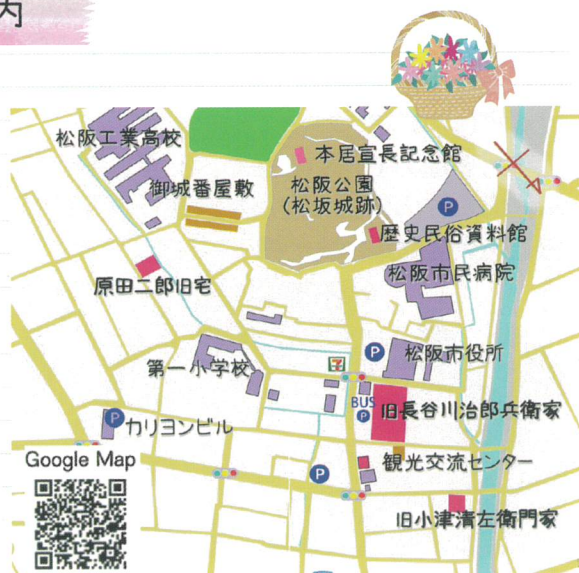 内
松阪工業高校
本居宣長記念館
御城番屋敷
松阪公園
(松坂城跡)
P
歴史民俗資料館
原田二郎旧宅
松阪市民病院
第一小学校
7
P
松阪市役所
BUS
P
旧長谷川治郎兵衛家
P
カリヨンビル
観光交流センター
Google Map
P
旧小津清左衛門家